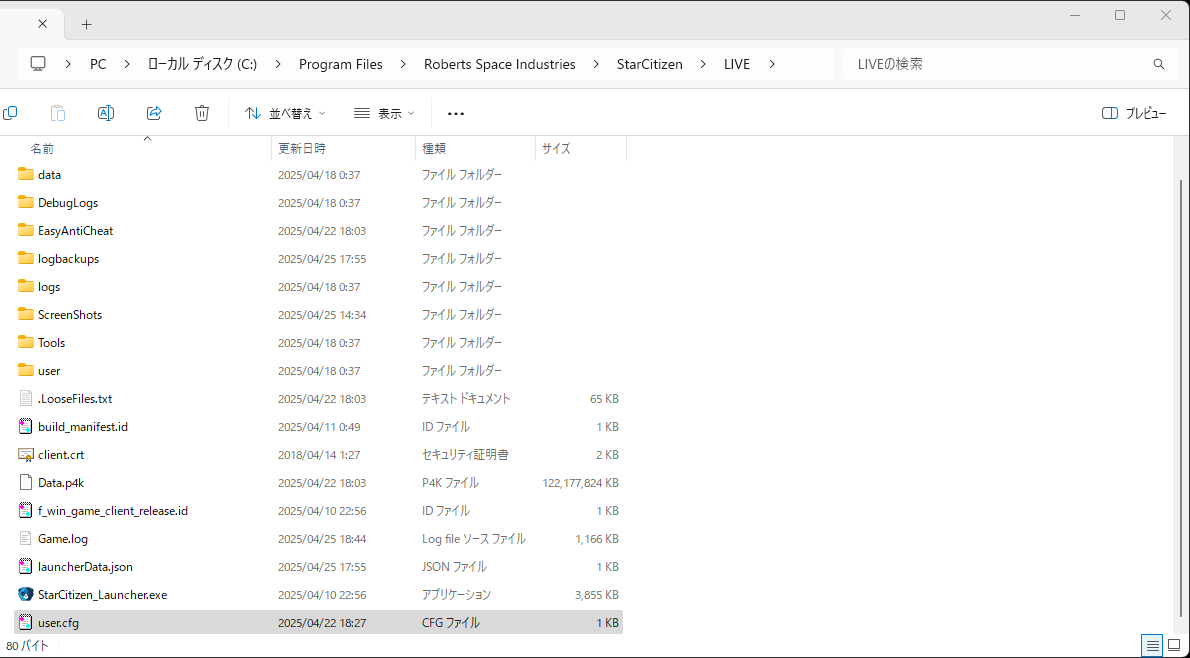 PC > ローカル ディスク (C:) > Program Files > Roberts Space Industries > StarCitizen > LIVE >
LIVEの検索
並べ替え 表示 ... プレビュー
名前 更新日時 種類 サイズ
data 2025/04/18 0:37 ファイル フォルダー
DebugLogs 2025/04/18 0:37 ファイル フォルダー
EasyAntiCheat 2025/04/22 18:03 ファイル フォルダー
logbackups 2025/04/25 17:55 ファイル フォルダー
logs 2025/04/18 0:37 ファイル フォルダー
ScreenShots 2025/04/25 14:34 ファイル フォルダー
Tools 2025/04/18 0:37 ファイル フォルダー
user 2025/04/18 0:37 ファイル フォルダー
.LooseFiles.txt 2025/04/22 18:03 テキスト ドキュメント 65 KB
build_manifest.id 2025/04/11 0:49 ID ファイル 1 KB
client.crt 2018/04/14 1:27 セキュリティ証明書 2 KB
Data.p4k 2025/04/22 18:03 P4K ファイル 122,177,824 KB
f_win_game_client_release.id 2025/04/10 22:56 ID ファイル 1 KB
Game.log 2025/04/25 18:44 Log file ソース ファイル 1,166 KB
launcherData.json 2025/04/25 17:55 JSON ファイル 1 KB
StarCitizen_Launcher.exe 2025/04/10 22:56 アプリケーション 3,855 KB
user.cfg 2025/04/22 18:27 CFG ファイル 1 KB
80 バイト